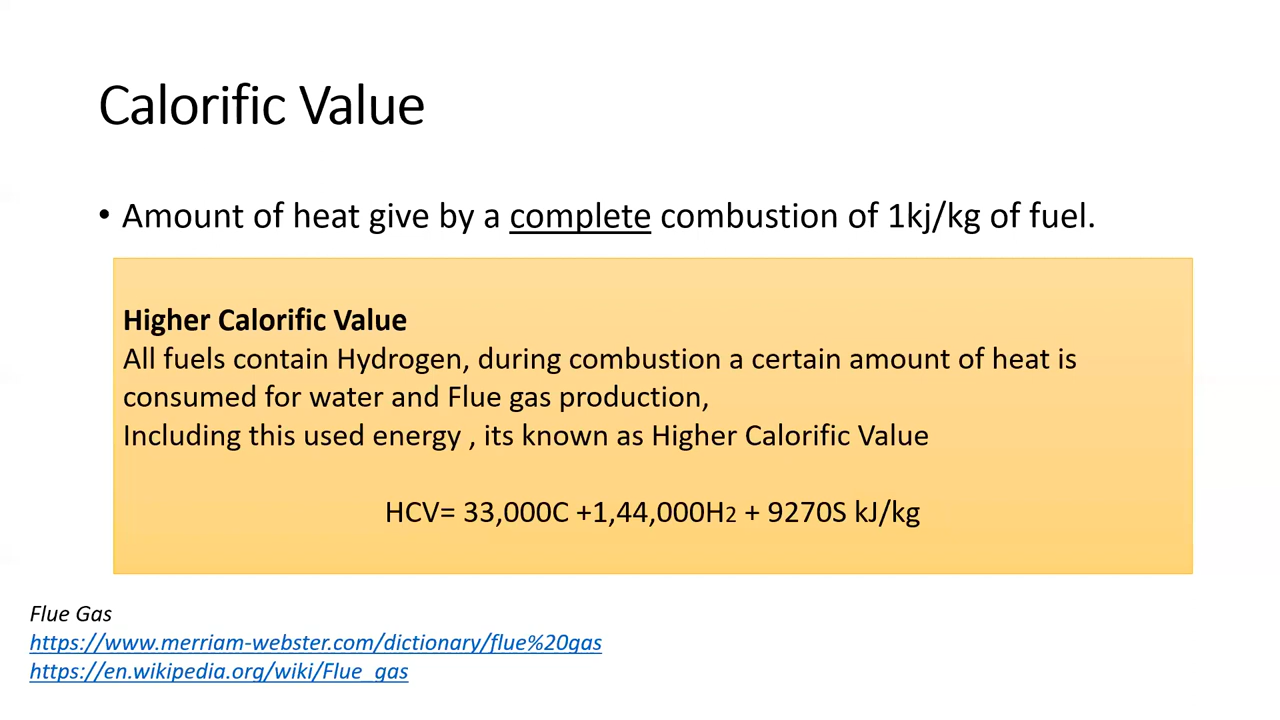 Calorific Value
• Amount of heat give by a complete combustion of 1kj/kg of fuel.
Higher Calorific Value
All fuels contain Hydrogen, during combustion a certain amount of heat is
consumed for water and Flue gas production,
Including this used energy , its known as Higher Calorific Value
HCV= 33,000C +1,44,000H2 + 9270S kJ/kg
Flue Gas
https://www.merriam-webster.com/dictionary/flue%20gas
https://en.wikipedia.org/wiki/Flue_gas